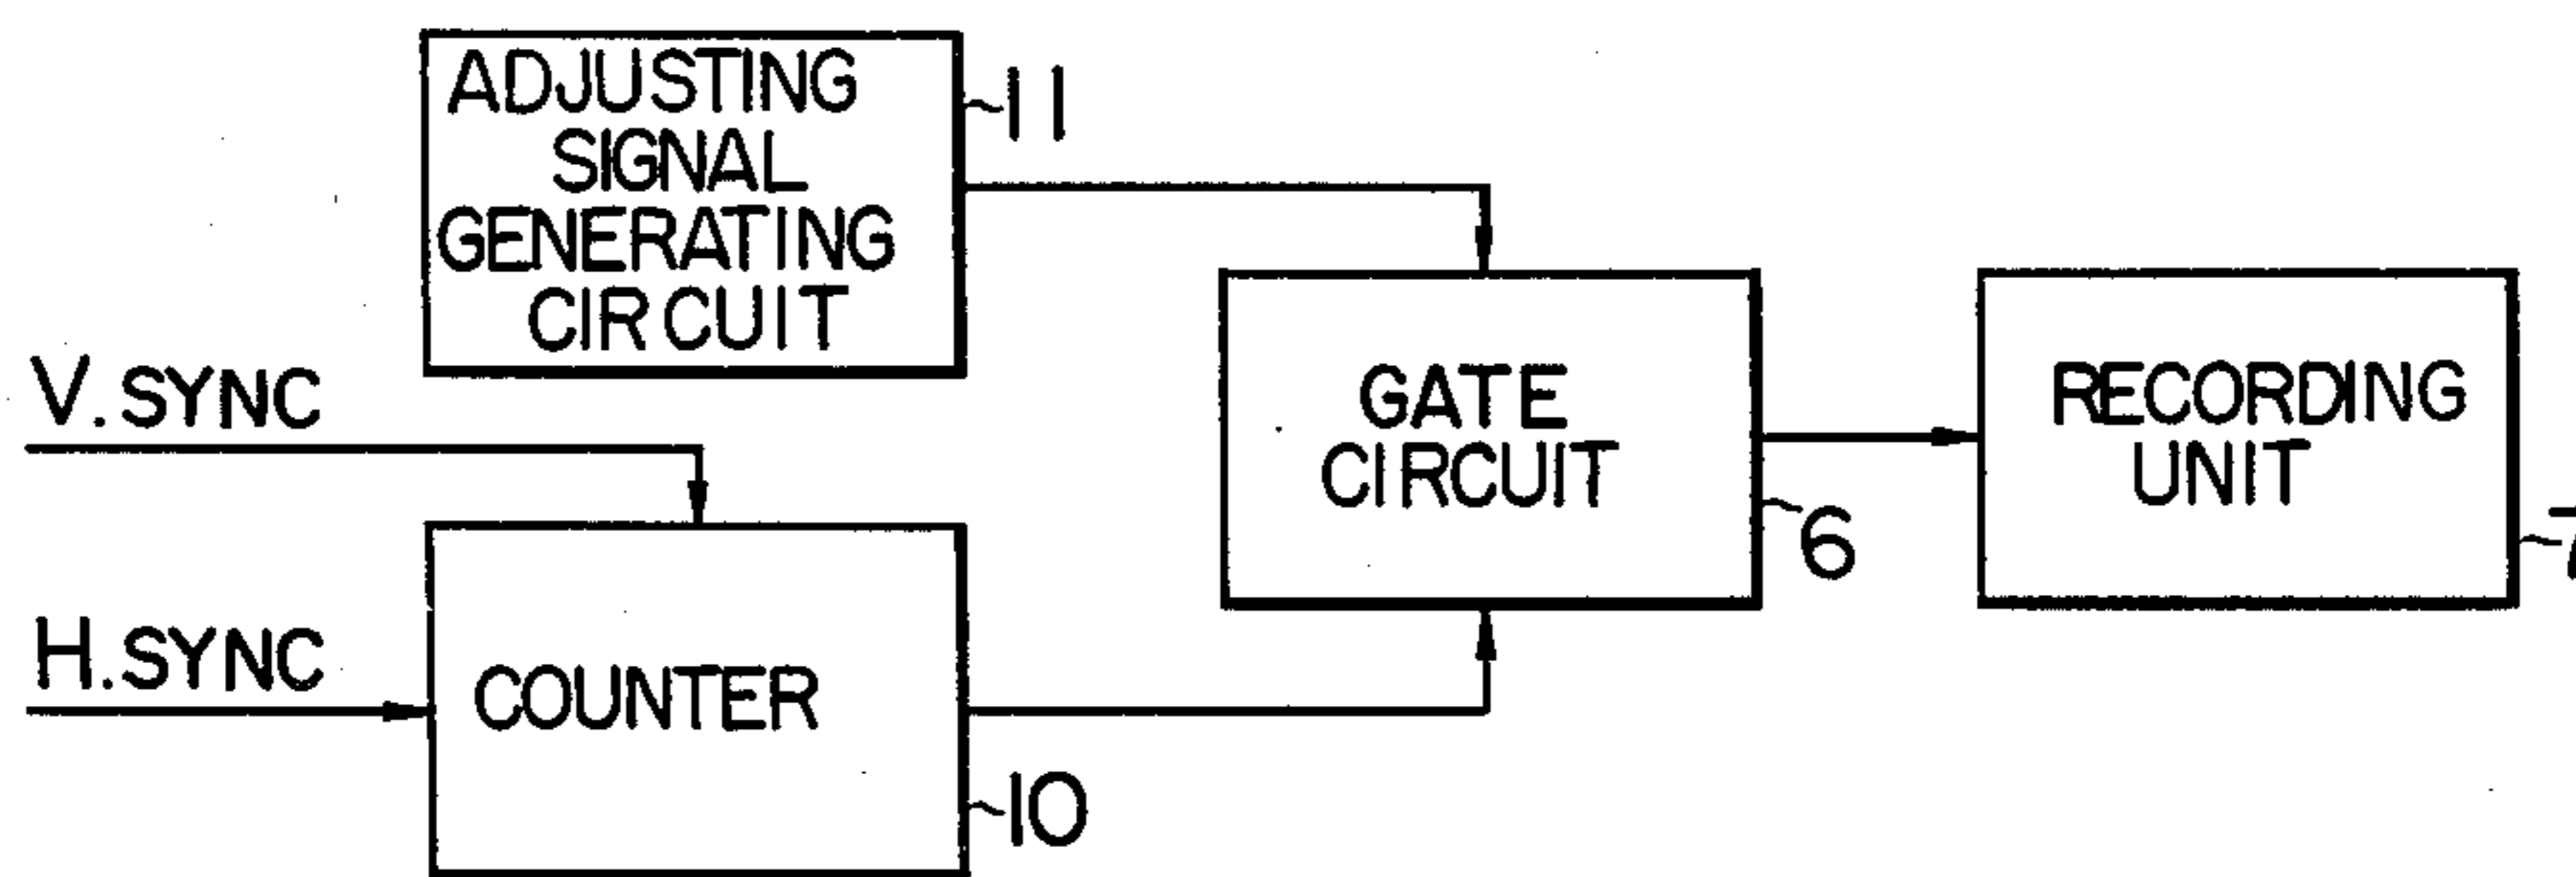 ADJUSTING
SIGNAL
GENERATING
CIRCUIT
11
V. SYNC
H. SYNC
COUNTER
10
GATE
CIRCUIT
6
RECORDING
UNIT